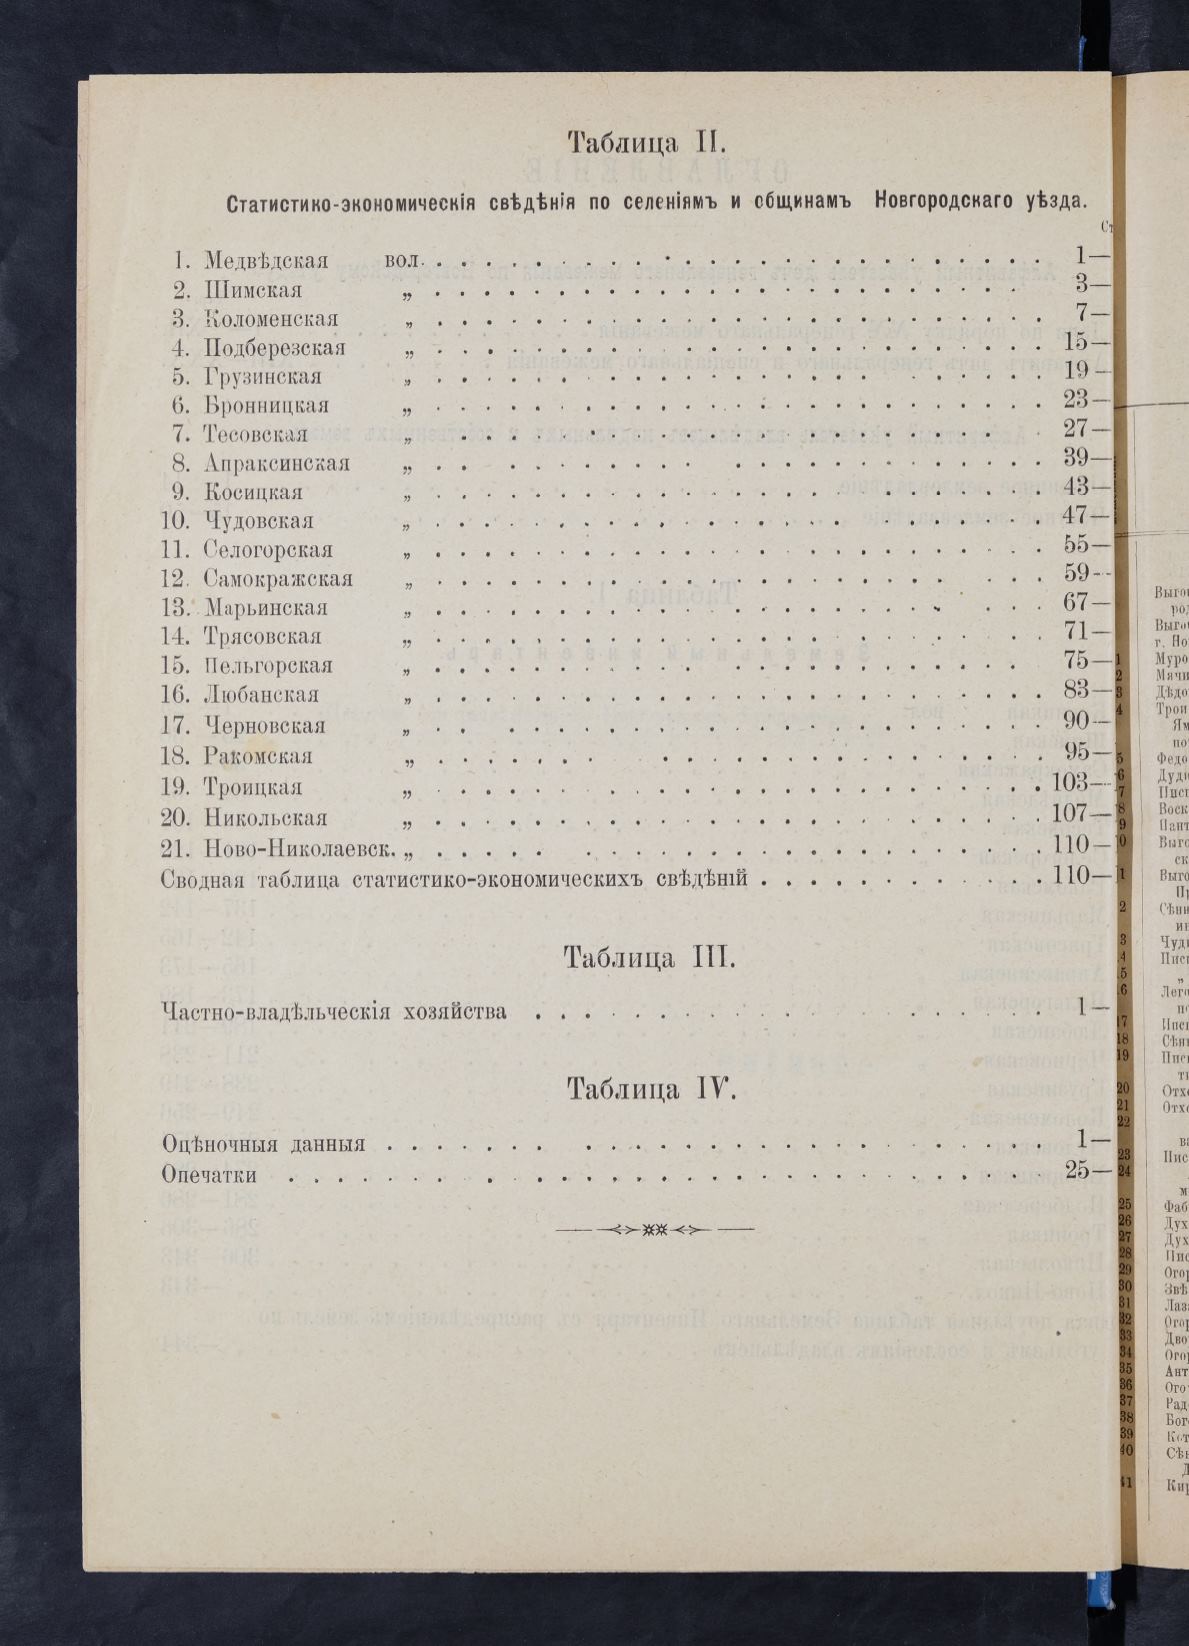 Таблица II.
Статистико-экономическія свѣдѣнія по селеніямъ и общинамъ Новгородскаго уѣзда.
1. Медвѣдская вол. . . . . . . . . . . . . . . . . . . . . . 1—
2. Шимская „ . . . . . . . . . . . . . . . . . . . . . . 3—
3. Коломенская „ . . . . . . . . . . . . . . . . . . . . . . 7—
4. Подберезская „ . . . . . . . . . . . . . . . . . . . . . . 15—
5. Грузинская „ . . . . . . . . . . . . . . . . . . . . . . 19—
6. Бронницкая „ . . . . . . . . . . . . . . . . . . . . . . 23—
7. Тесовская „ . . . . . . . . . . . . . . . . . . . . . . 27—
8. Апраксинская „ . . . . . . . . . . . . . . . . . . . . . . 39—
9. Косицкая „ . . . . . . . . . . . . . . . . . . . . . . 43—
10. Чудовская „ . . . . . . . . . . . . . . . . . . . . . . 47—
11. Селогорская „ . . . . . . . . . . . . . . . . . . . . . . 55—
12. Самокражская „ . . . . . . . . . . . . . . . . . . . . . . 59—
13. Марьинская „ . . . . . . . . . . . . . . . . . . . . . . 67—
14. Трясовская „ . . . . . . . . . . . . . . . . . . . . . . 71—
15. Пельгорская „ . . . . . . . . . . . . . . . . . . . . . . 75—
16. Любанская „ . . . . . . . . . . . . . . . . . . . . . . 83—
17. Черновская „ . . . . . . . . . . . . . . . . . . . . . . 90—
18. Ракомская „ . . . . . . . . . . . . . . . . . . . . . . 95—
19. Троицкая „ . . . . . . . . . . . . . . . . . . . . . . 103—
20. Никольская „ . . . . . . . . . . . . . . . . . . . . . . 107—
21. Ново-Николаевск. „ . . . . . . . . . . . . . . . . . . . . . . 110—
Сводная таблица статистико-экономическихъ свѣдѣній . . . . . . . . . . . . 110—
Таблица III.
Частно-владѣльческія хозяйства . . . . . . . . . . . . . . . . . . 1—
Таблица IV.
Оцѣночныя данныя . . . . . . . . . . . . . . . . . . . . . . 1—
Опечатки . . . . . . . . . . . . . . . . . . . . . . 25—